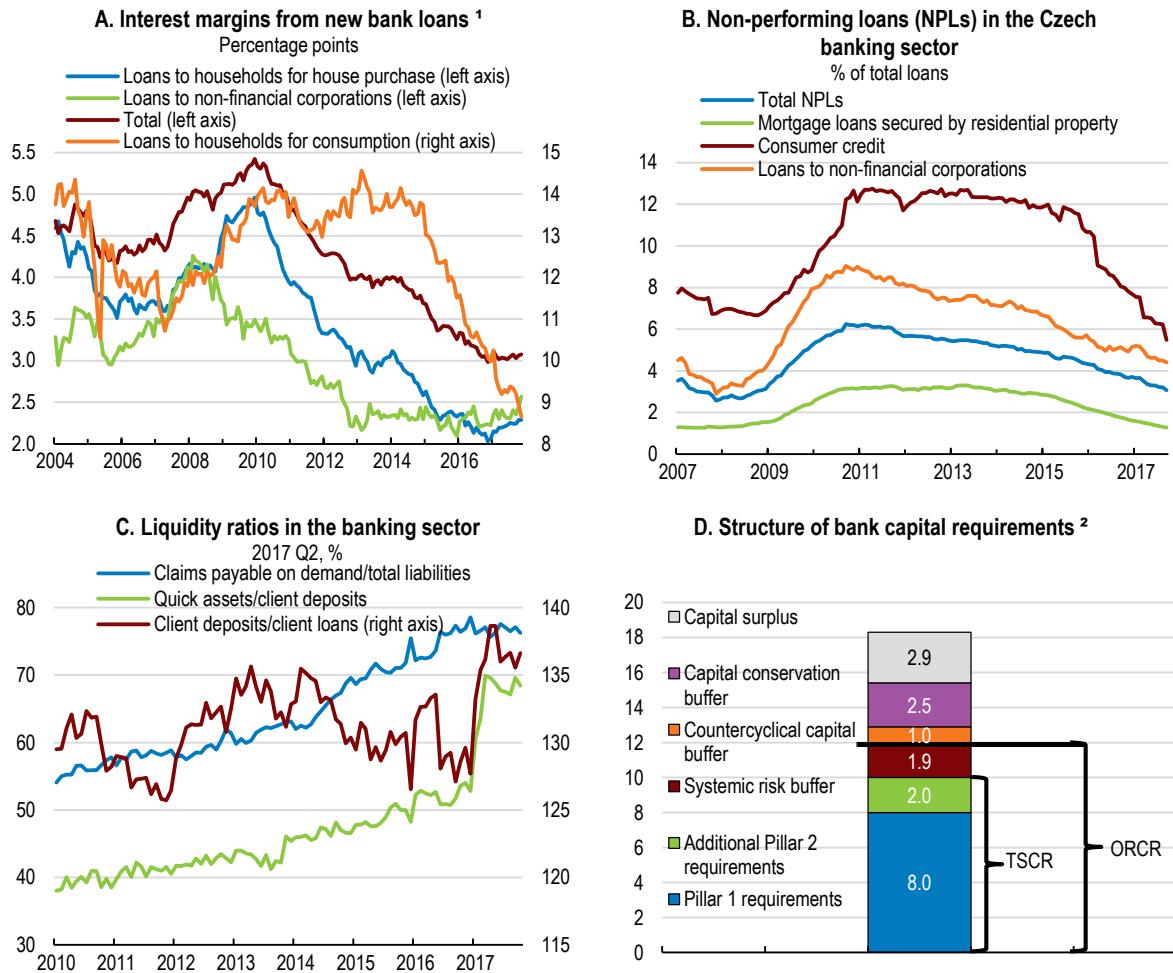 A. Interest margins from new bank loans ¹
Percentage points
Loans to households for house purchase (left axis)
Loans to non-financial corporations (left axis)
Total (left axis)
Loans to households for consumption (right axis)
5.5
5.0
4.5
4.0
3.5
3.0
2.5
2.0
15
14
13
12
11
10
9
8
2004 2006 2008 2010 2012 2014 2016
B. Non-performing loans (NPLs) in the Czech
banking sector
% of total loans
Total NPLs
Mortgage loans secured by residential property
Consumer credit
Loans to non-financial corporations
14
12
10
8
6
4
2
0
2007 2009 2011 2013 2015 2017
C. Liquidity ratios in the banking sector
2017 Q2, %
Claims payable on demand/total liabilities
Quick assets/client deposits
Client deposits/client loans (right axis)
80
70
60
50
40
30
140
135
130
125
120
115
2010 2011 2012 2013 2014 2015 2016 2017
D. Structure of bank capital requirements ²
20
18
16
14
12
10
8
6
4
2
0
Capital surplus
Capital conservation
buffer
Countercyclical capital
buffer
Systemic risk buffer
Additional Pillar 2
requirements
Pillar 1 requirements
2.9
2.5
1.0
1.9
2.0
8.0
TSCR
ORCR